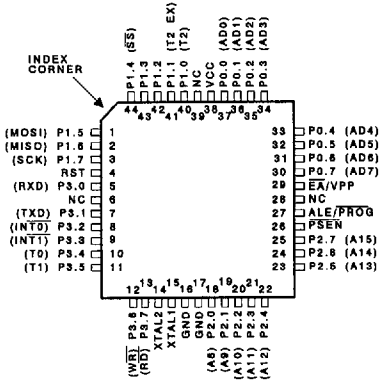 INDEX
CORNER
P1.4 (SS)
P1.3
P1.2
P1.1 (T2 EX)
P1.0 (T2)
NC
VCC
P0.0 (AD0)
P0.1 (AD1)
P0.2 (AD2)
P0.3 (AD3)
44
43
42
41
40
39
38
37
36
35
34
(MOSI) P1.5 1
(MISO) P1.6 2
(SCK) P1.7 3
RST 4
(RXD) P3.0 5
NC 6
(TXD) P3.1 7
(INT0) P3.2 8
(INT1) P3.3 9
(T0) P3.4 10
(T1) P3.5 11
33 P0.4 (AD4)
32 P0.5 (AD5)
31 P0.6 (AD6)
30 P0.7 (AD7)
29 EA/VPP
28 NC
27 ALE/PROG
26 PSEN
25 P2.7 (A15)
24 P2.6 (A14)
23 P2.5 (A13)
12
13
14
15
16
17
18
19
20
21
22
(WR) P3.6
(RD) P3.7
XTAL2
XTAL1
GND
GND
(A8) P2.0
(A9) P2.1
(A10) P2.2
(A11) P2.3
(A12) P2.4